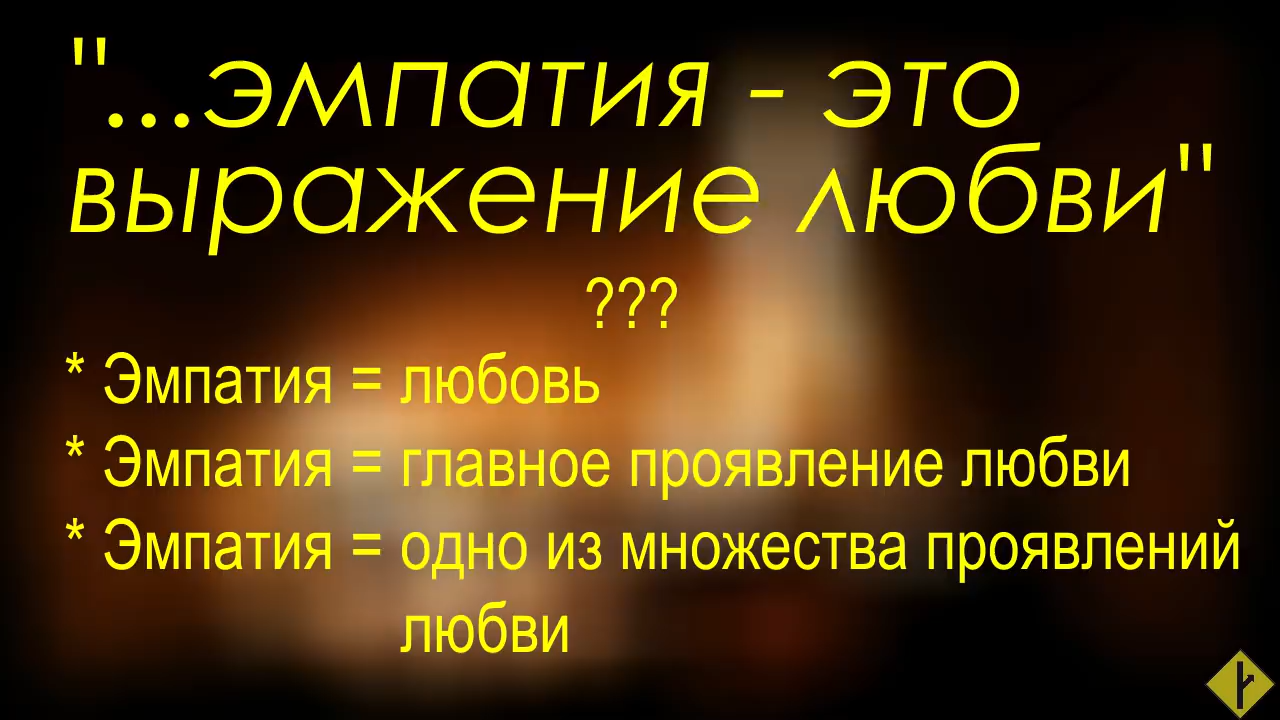 "...эмпатия - это
выражение любви"
???
* Эмпатия = любовь
* Эмпатия = главное проявление любви
* Эмпатия = одно из множества проявлений
любви